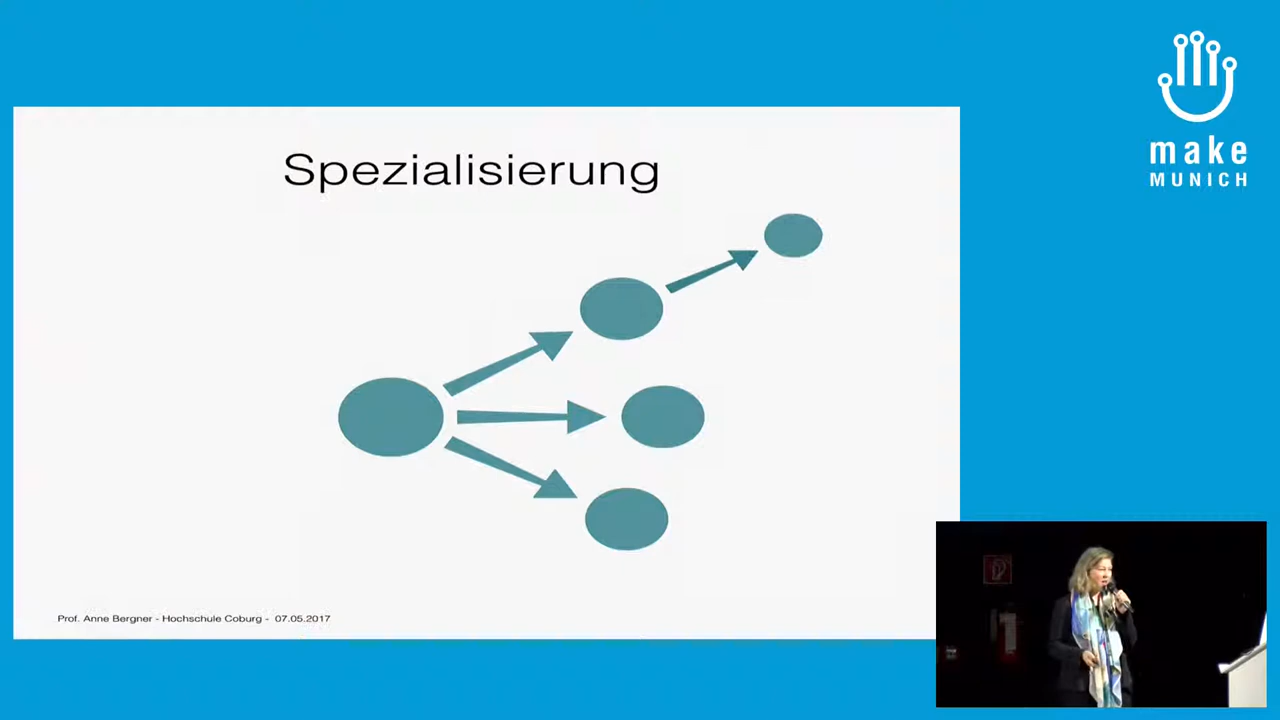 Spezialisierung
make
MUNICH
Prof. Anne Bergner - Hochschule Coburg - 07.05.2017